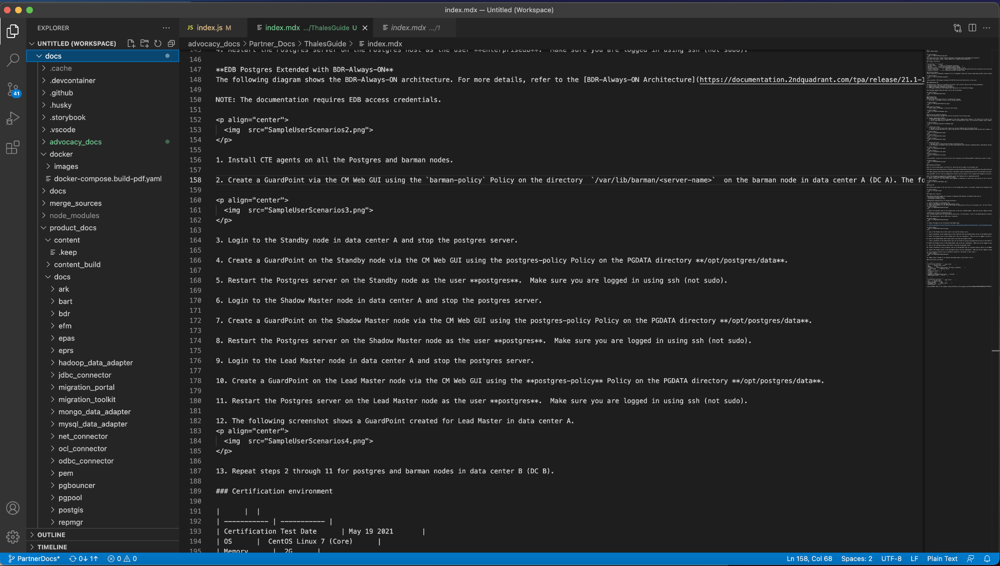 index.mdx — Untitled (Workspace)
EXPLORER
UNTITLED (WORKSPACE)
docs
.cache
.devcontainer
.github
.husky
.storybook
.vscode
advocacy_docs
docker
images
docker-compose.build-pdf.yaml
docs
merge_sources
node_modules
product_docs
content
.keep
content_build
docs
ark
bart
bdr
efm
epas
eprs
hadoop_data_adapter
jdbc_connector
migration_portal
migration_toolkit
mongo_data_adapter
mysql_data_adapter
net_connector
ocl_connector
odbc_connector
pem
pgbouncer
pgpool
postgis
repmgr
OUTLINE
TIMELINE
41
JS index.js M
index.mdx .../ThalesGuide U
index.mdx .../1
advocacy_docs > Partner_Docs > ThalesGuide > index.mdx
145 4. Restart the Postgres server on the Postgres host as the user **enterprisedb**.  Make sure you are logged in using ssh (not sudo).
146
147 **EDB Postgres Extended with BDR-Always-ON**
148 The following diagram shows the BDR-Always-ON architecture. For more details, refer to the [BDR-Always-ON Architecture](https://documentation.2ndquadrant.com/tpa/release/21.1-1
149
150 NOTE: The documentation requires EDB access credentials.
151
152 <p align="center">
153   <img  src="SampleUserScenarios2.png">
154 </p>
155
156 1. Install CTE agents on all the Postgres and barman nodes.
157
158 2. Create a GuardPoint via the CM Web GUI using the `barman-policy` Policy on the directory  `/var/lib/barman/<server-name>`  on the barman node in data center A (DC A). The fo
159
160 <p align="center">
161   <img  src="SampleUserScenarios3.png">
162 </p>
163
164 3. Login to the Standby node in data center A and stop the postgres server.
165
166 4. Create a GuardPoint on the Standby node via the CM Web GUI using the postgres-policy Policy on the PGDATA directory **/opt/postgres/data**.
167
168 5. Restart the Postgres server on the Standby node as the user **postgres**.  Make sure you are logged in using ssh (not sudo).
169
170 6. Login to the Shadow Master node in data center A and stop the postgres server.
171
172 7. Create a GuardPoint on the Shadow Master node via the CM Web GUI using the postgres-policy Policy on the PGDATA directory **/opt/postgres/data**.
173
174 8. Restart the Postgres server on the Shadow Master node as the user **postgres**.  Make sure you are logged in using ssh (not sudo).
175
176 9. Login to the Lead Master node in data center A and stop the postgres server.
177
178 10. Create a GuardPoint on the Lead Master node via the CM Web GUI using the **postgres-policy** Policy on the PGDATA directory **/opt/postgres/data**.
179
180 11. Restart the Postgres server on the Lead Master node as the user **postgres**.  Make sure you are logged in using ssh (not sudo).
181
182 12. The following screenshot shows a GuardPoint created for Lead Master in data center A.
183 <p align="center">
184   <img  src="SampleUserScenarios4.png">
185 </p>
186
187 13. Repeat steps 2 through 11 for postgres and barman nodes in data center B (DC B).
188
189 ### Certification environment
190
191 |      |  |
192 | ----------- | ----------- |
193 | Certification Test Date      | May 19 2021       |
194 | OS      |  CentOS Linux 7 (Core)      |
195 | Memory      |  2G      |
PartnerDocs* 0↓ 1↑ 0 0
Ln 158, Col 68 Spaces: 2 UTF-8 LF Plain Text